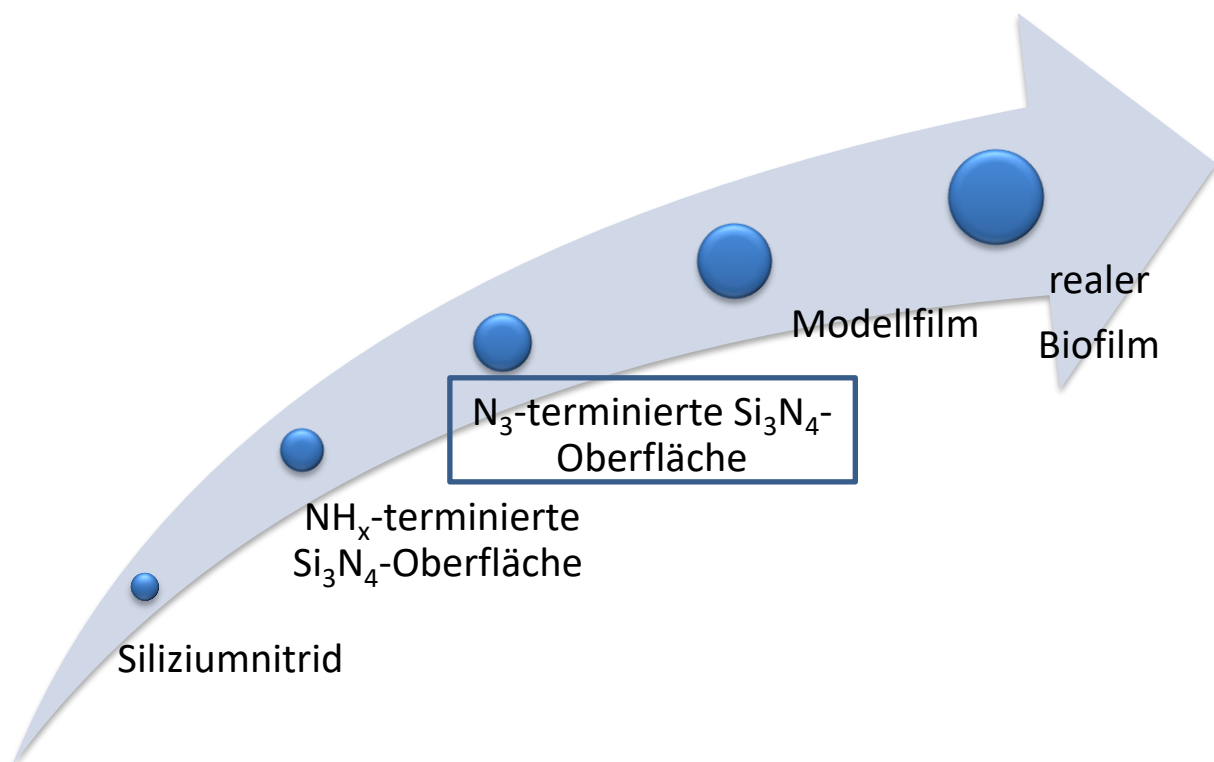 realer
Biofilm
Modellfilm
N₃-terminierte Si₃N₄-
Oberfläche
NHₓ-terminierte
Si₃N₄-Oberfläche
Siliziumnitrid